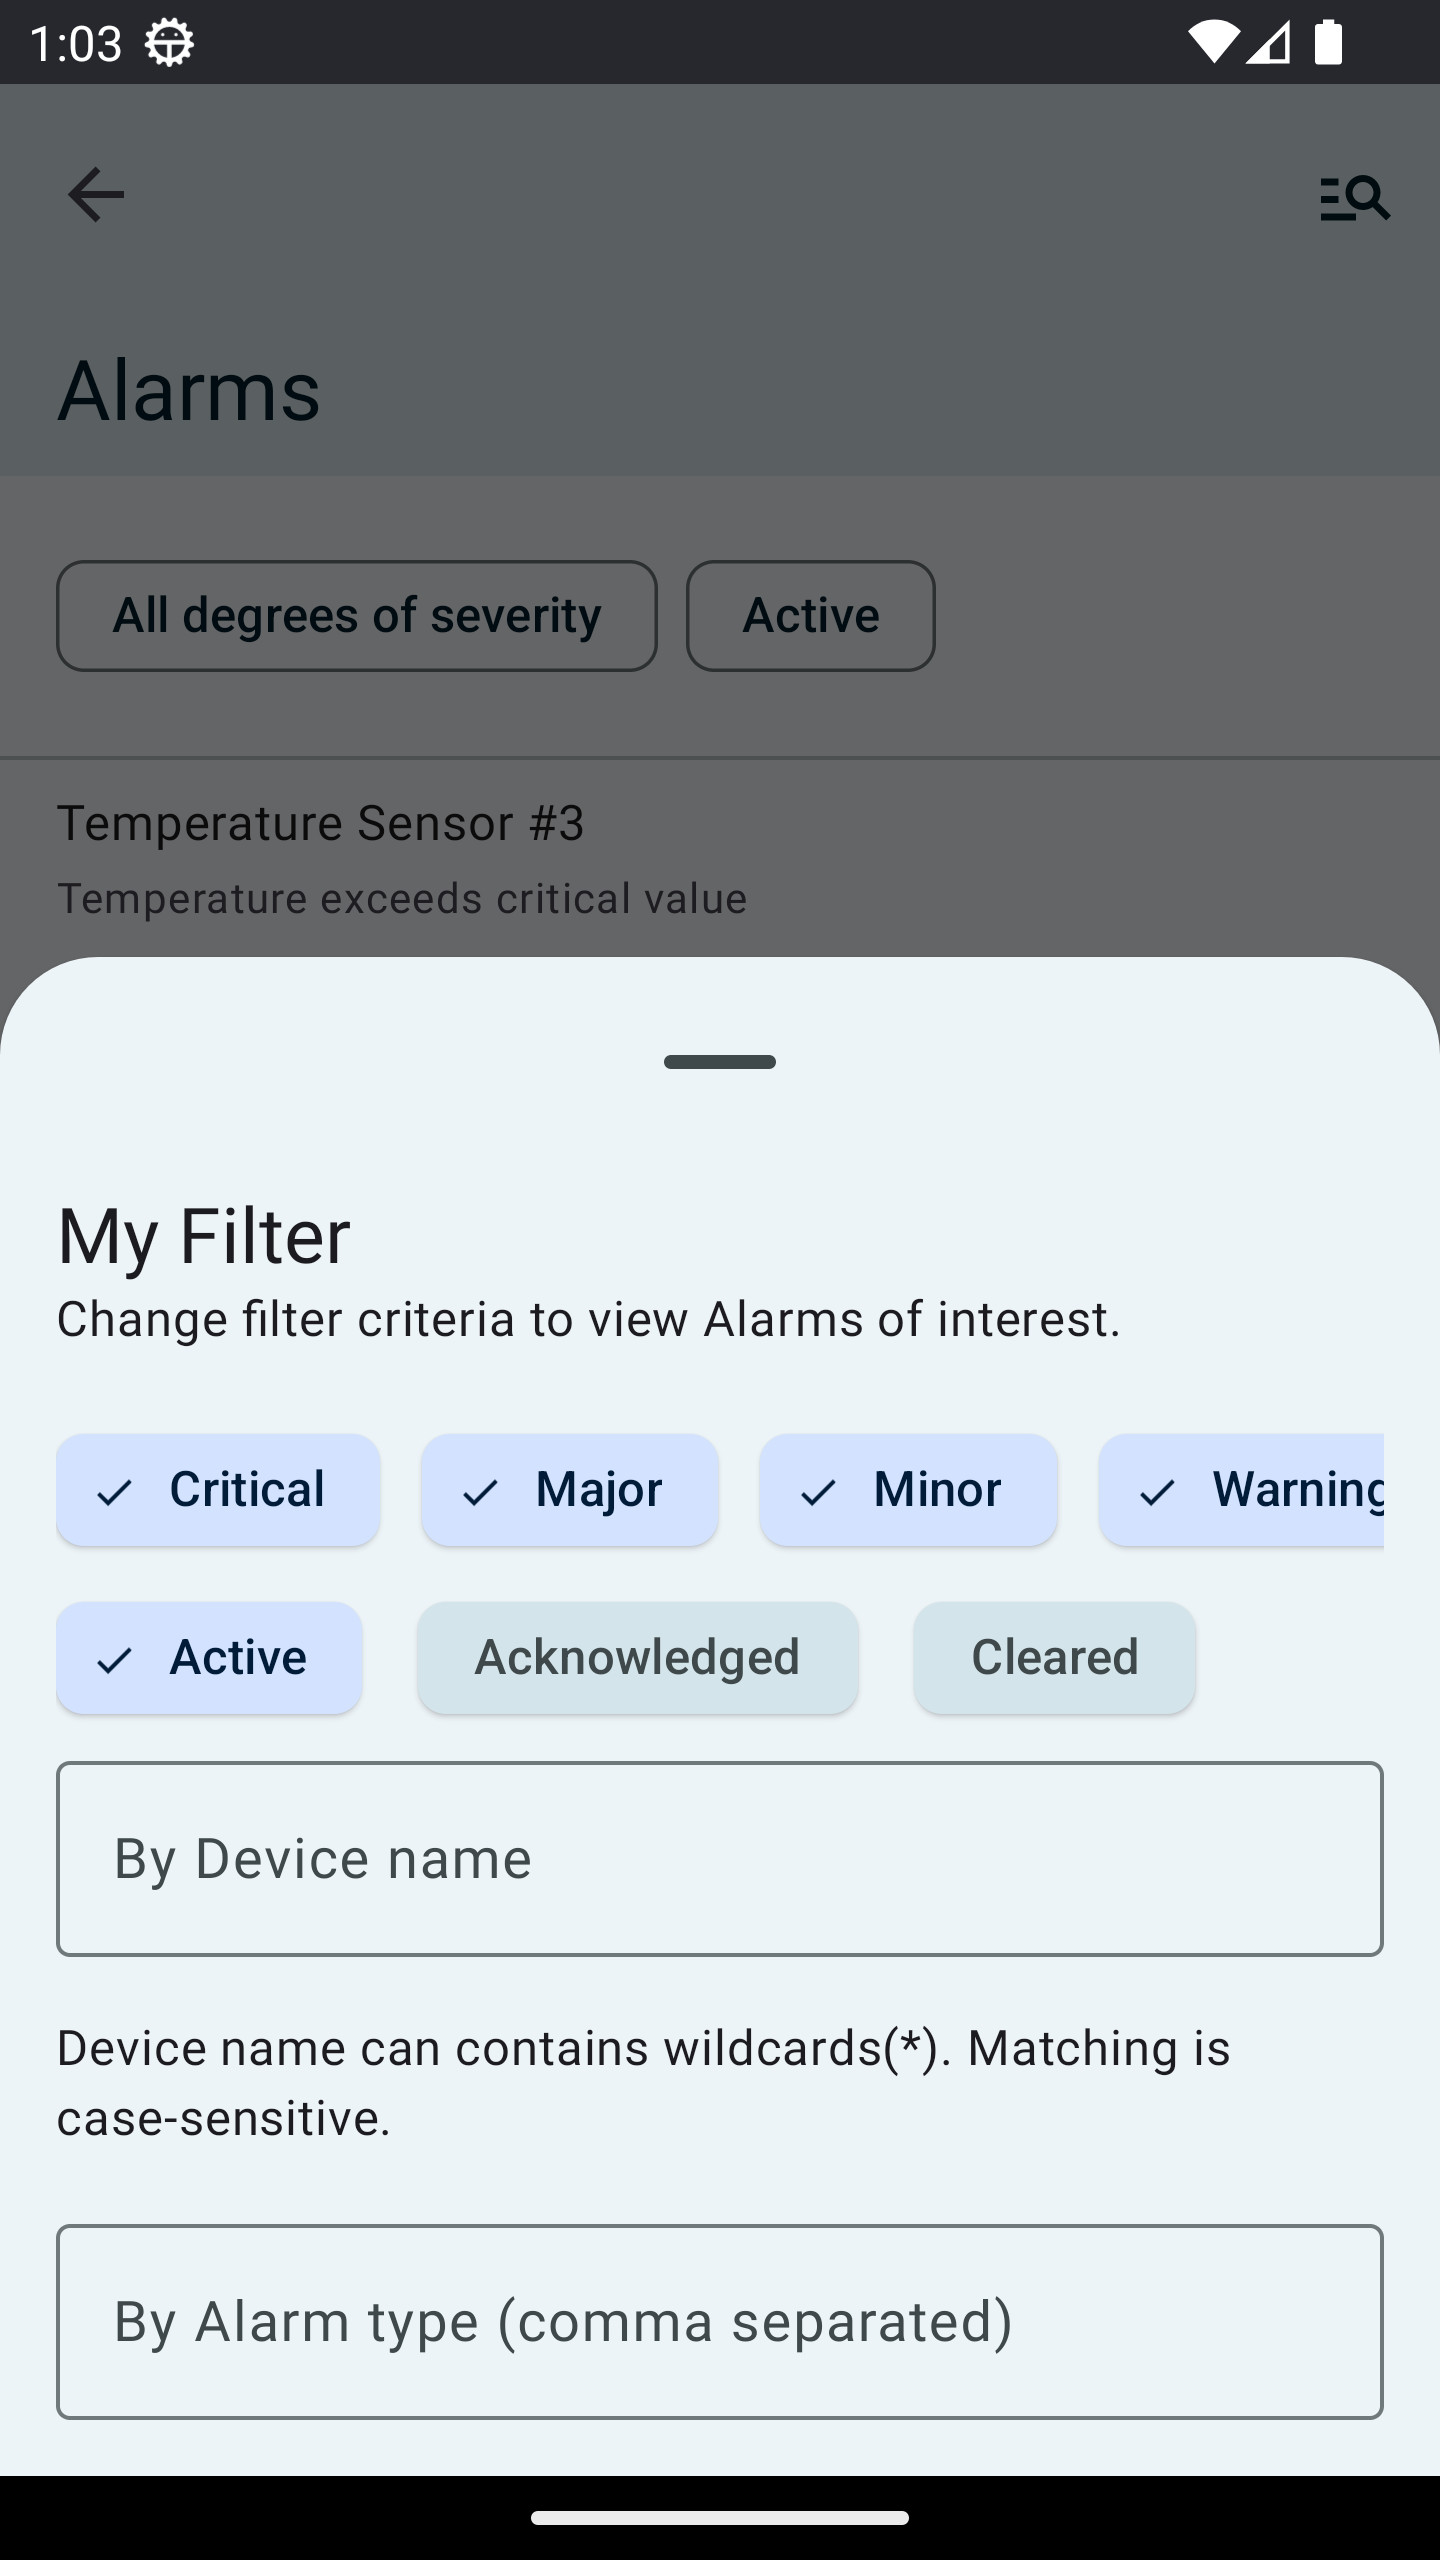 1:03
Alarms
All degrees of severity
Active
Temperature Sensor #3
Temperature exceeds critical value
My Filter
Change filter criteria to view Alarms of interest.
Critical
Major
Minor
Warning
Active
Acknowledged
Cleared
By Device name
Device name can contains wildcards(*). Matching is
case-sensitive.
By Alarm type (comma separated)